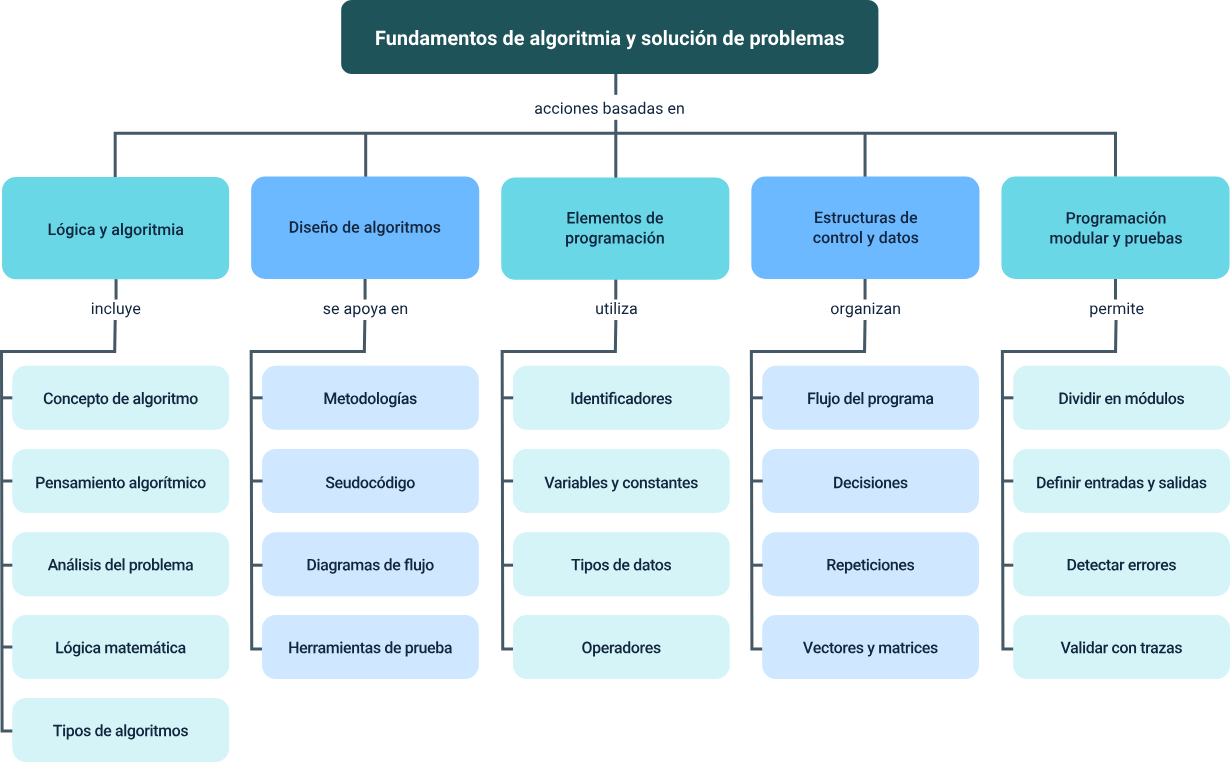 Fundamentos de algoritmia y solución de problemas
acciones basadas en
Lógica y algoritmia
incluye
Concepto de algoritmo
Pensamiento algorítmico
Análisis del problema
Lógica matemática
Tipos de algoritmos
Diseño de algoritmos
se apoya en
Metodologías
Seudocódigo
Diagramas de flujo
Herramientas de prueba
Elementos de
programación
utiliza
Identificadores
Variables y constantes
Tipos de datos
Operadores
Estructuras de
control y datos
organizan
Flujo del programa
Decisiones
Repeticiones
Vectores y matrices
Programación
modular y pruebas
permite
Dividir en módulos
Definir entradas y salidas
Detectar errores
Validar con trazas